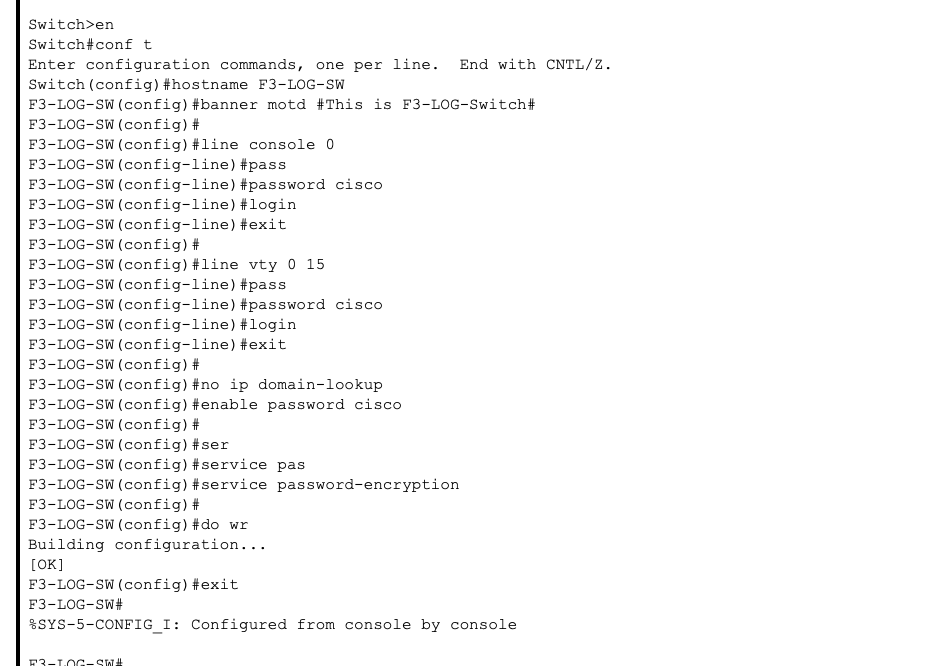 Switch>en
Switch#conf t
Enter configuration commands, one per line.  End with CNTL/Z.
Switch(config)#hostname F3-LOG-SW
F3-LOG-SW(config)#banner motd #This is F3-LOG-Switch#
F3-LOG-SW(config)#
F3-LOG-SW(config)#line console 0
F3-LOG-SW(config-line)#pass
F3-LOG-SW(config-line)#password cisco
F3-LOG-SW(config-line)#login
F3-LOG-SW(config-line)#exit
F3-LOG-SW(config)#
F3-LOG-SW(config)#line vty 0 15
F3-LOG-SW(config-line)#pass
F3-LOG-SW(config-line)#password cisco
F3-LOG-SW(config-line)#login
F3-LOG-SW(config-line)#exit
F3-LOG-SW(config)#
F3-LOG-SW(config)#no ip domain-lookup
F3-LOG-SW(config)#enable password cisco
F3-LOG-SW(config)#
F3-LOG-SW(config)#ser
F3-LOG-SW(config)#service pas
F3-LOG-SW(config)#service password-encryption
F3-LOG-SW(config)#
F3-LOG-SW(config)#do wr
Building configuration...
[OK]
F3-LOG-SW(config)#exit
F3-LOG-SW#
%SYS-5-CONFIG_I: Configured from console by console
F3-LOG-SW#